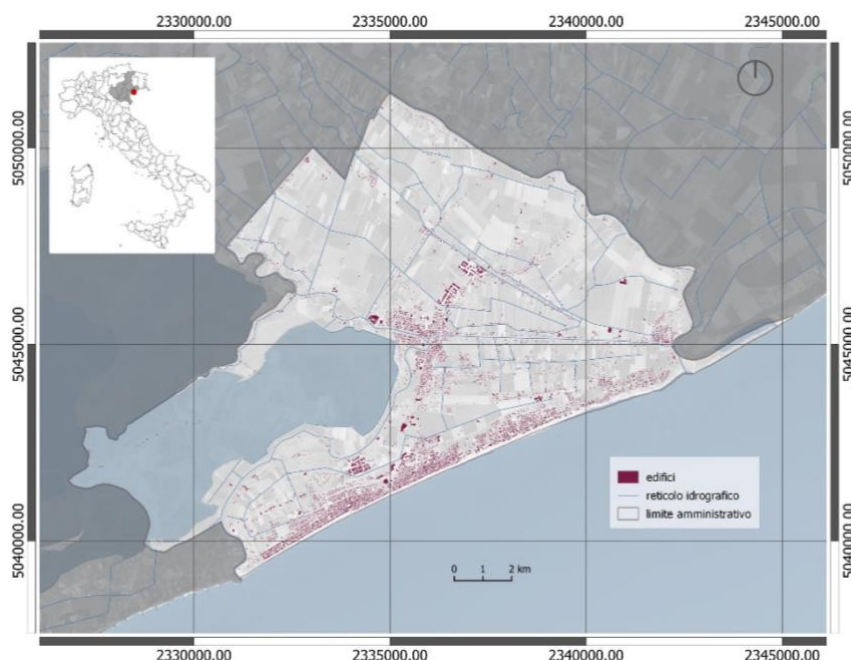 2330000.00 2335000.00 2340000.00 2345000.00
5050000.00 5050000.00
5045000.00 5045000.00
5040000.00 5040000.00
edifici
reticolo idrografico
limite amministrativo
0 1 2 km
2330000.00 2335000.00 2340000.00 2345000.00